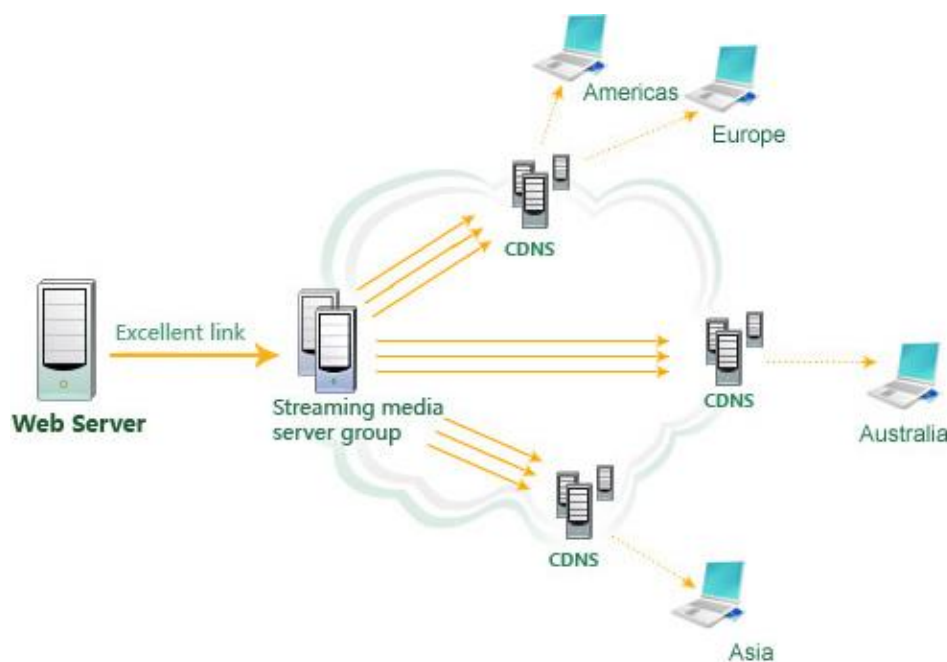 Americas
Europe
CDNS
Excellent link
Web Server
Streaming media
server group
CDNS
Australia
CDNS
Asia